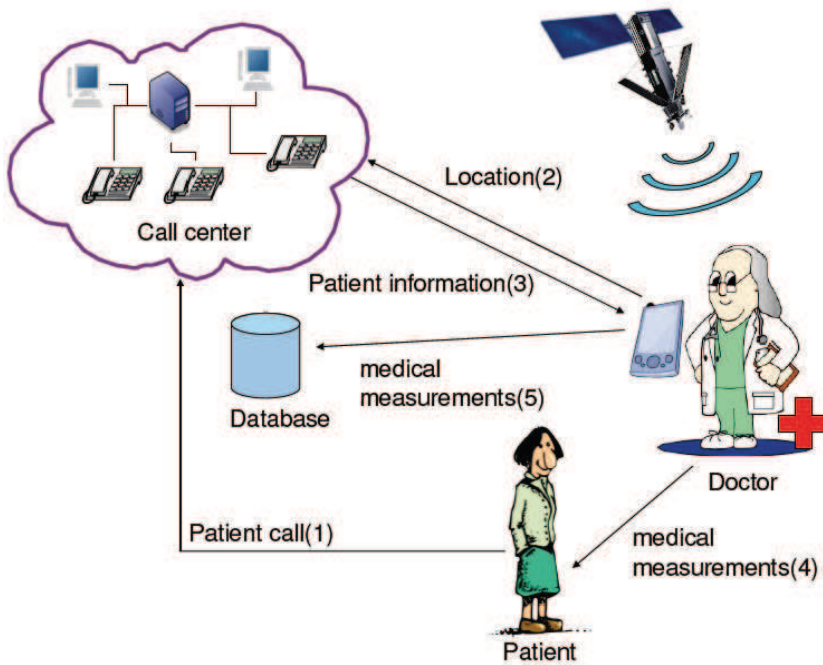 Location(2)
Call center
Patient information(3)
medical
measurements(5)
Database
Doctor
Patient call(1)
medical
measurements(4)
Patient